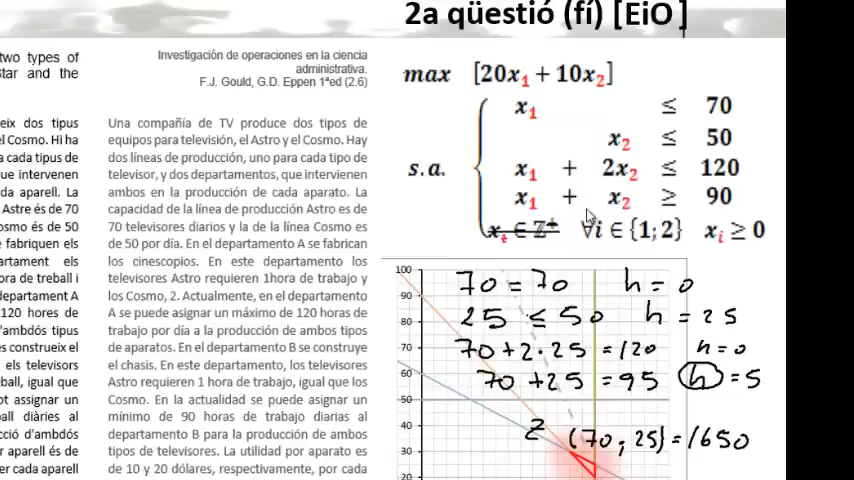 2a qüestió (fí) [EiO]
two types of
Star and the
eix dos tipus
el Cosmo. Hi ha
a cada tipus de
ue intervenen
da aparell. La
Astre és de 70
osmo és de 50
e fabriquen els
artament els
ora de treball i
departament A
120 hores de
d'ambdós tipus
es construeix el
els televisors
ball, igual que
ot assignar un
ball diàries al
cció d'ambdós
r aparell és de
er cada aparell
Investigación de operaciones en la ciencia
administrativa.
F.J. Gould, G.D. Eppen 1ªed (2.6)
Una compañía de TV produce dos tipos de
equipos para televisión, el Astro y el Cosmo. Hay
dos líneas de producción, uno para cada tipo de
televisor, y dos departamentos, que intervienen
ambos en la producción de cada aparato. La
capacidad de la línea de producción Astro es de
70 televisores diarios y la de la línea Cosmo es
de 50 por día. En el departamento A se fabrican
los cinescopios. En este departamento los
televisores Astro requieren 1hora de trabajo y
los Cosmo, 2. Actualmente, en el departamento
A se puede asignar un máximo de 120 horas de
trabajo por día a la producción de ambos tipos
de aparatos. En el departamento B se construye
el chasis. En este departamento, los televisores
Astro requieren 1 hora de trabajo, igual que los
Cosmo. En la actualidad se puede asignar un
mínimo de 90 horas de trabajo diarias al
departamento B para la producción de ambos
tipos de televisores. La utilidad por aparato es
de 10 y 20 dólares, respectivamente, por cada
max [20x₁ + 10x₂]
x₁ ≤ 70
x₂ ≤ 50
s.a. x₁ + 2x₂ ≤ 120
x₁ + x₂ ≥ 90
xᵢ ∈ ℤ⁺ ∀i ∈ {1; 2} xᵢ ≥ 0
100
90
80
70
60
50
40
30
20
70 = 70 h = 0
25 ≤ 50 h = 25
70+2·25 = 120 h = 0
70+25 = 95 h = 5
Z (70; 25) = 1650